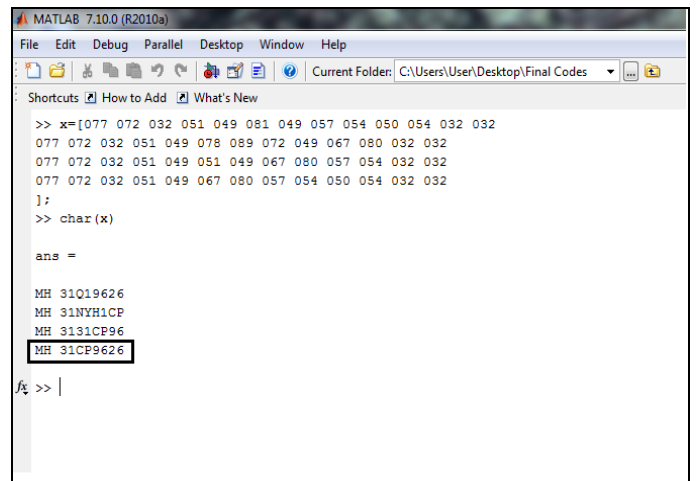 MATLAB 7.10.0 (R2010a)
File Edit Debug Parallel Desktop Window Help
Current Folder: C:\Users\User\Desktop\Final Codes
Shortcuts How to Add What's New
>> x=[077 072 032 051 049 081 049 057 054 050 054 032 032
077 072 032 051 049 078 089 072 049 067 080 032 032
077 072 032 051 049 051 049 067 080 057 054 032 032
077 072 032 051 049 067 080 057 054 050 054 032 032
];
>> char(x)
ans =
MH 31Q19626
MH 31NYH1CP
MH 3131CP96
MH 31CP9626
fx >>